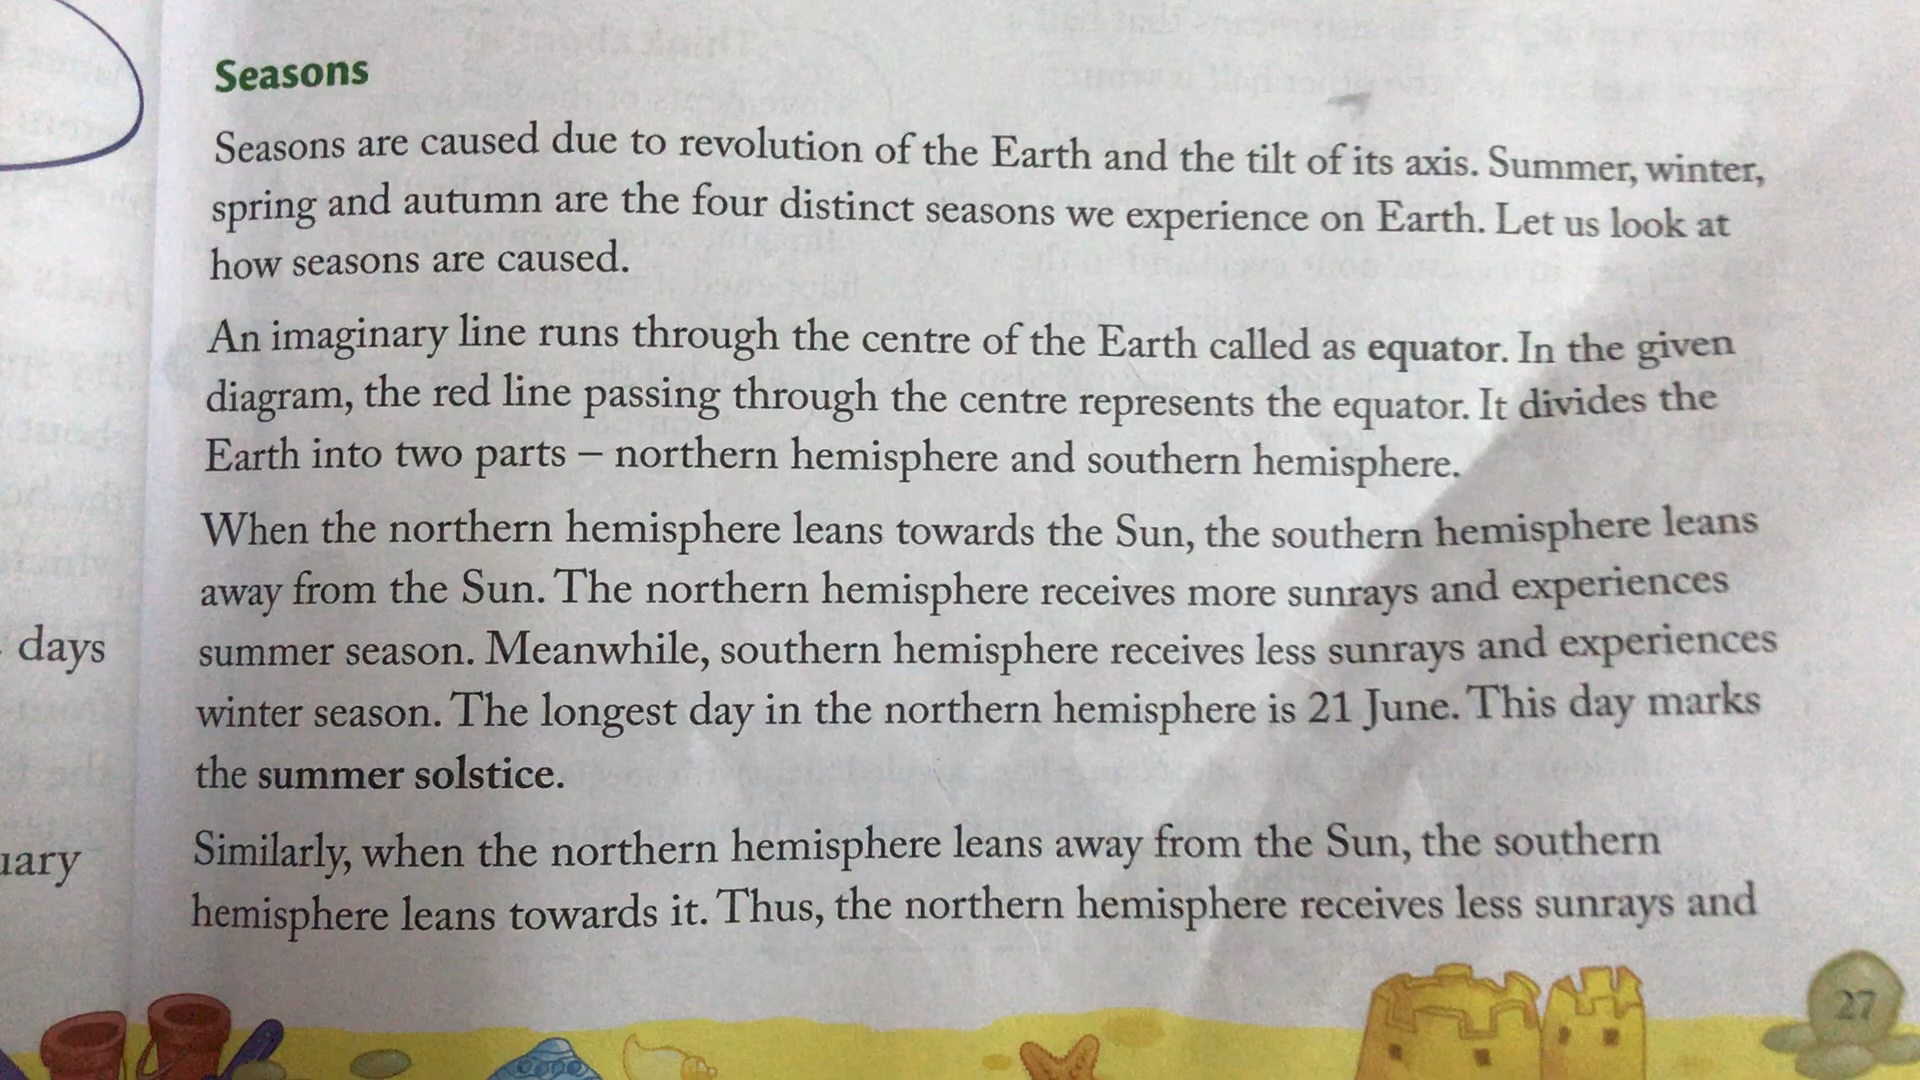 Seasons
Seasons are caused due to revolution of the Earth and the tilt of its axis. Summer, winter,
spring and autumn are the four distinct seasons we experience on Earth. Let us look at
how seasons are caused.
An imaginary line runs through the centre of the Earth called as equator. In the given
diagram, the red line passing through the centre represents the equator. It divides the
Earth into two parts – northern hemisphere and southern hemisphere.
When the northern hemisphere leans towards the Sun, the southern hemisphere leans
away from the Sun. The northern hemisphere receives more sunrays and experiences
summer season. Meanwhile, southern hemisphere receives less sunrays and experiences
winter season. The longest day in the northern hemisphere is 21 June. This day marks
the summer solstice.
Similarly, when the northern hemisphere leans away from the Sun, the southern
hemisphere leans towards it. Thus, the northern hemisphere receives less sunrays and
days
27